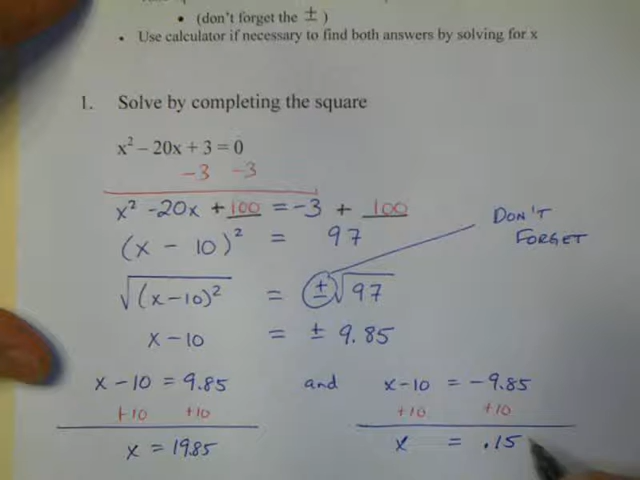 • (don't forget the ± )
• Use calculator if necessary to find both answers by solving for x
1. Solve by completing the square
x² – 20x + 3 = 0
-3 -3
x² -20x + 100 = -3 + 100
(x - 10)² = 97
DON'T FORGET
√(x-10)² = ±√97
x-10 = ± 9.85
x-10 = 9.85 and x-10 = -9.85
+10 +10 +10 +10
x = 19.85 x = .15